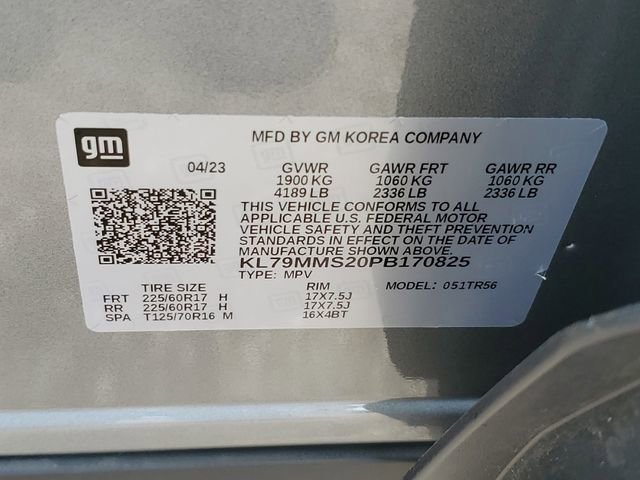 gm
MFD BY GM KOREA COMPANY
04/23 GVWR GAWR FRT GAWR RR
1900 KG 1060 KG 1060 KG
4189 LB 2336 LB 2336 LB
THIS VEHICLE CONFORMS TO ALL
APPLICABLE U.S. FEDERAL MOTOR
VEHICLE SAFETY AND THEFT PREVENTION
STANDARDS IN EFFECT ON THE DATE OF
MANUFACTURE SHOWN ABOVE.
KL79MMS20PB170825
TYPE: MPV MODEL: 051TR56
TIRE SIZE RIM
FRT 225/60R17 H 17X7.5J
RR 225/60R17 H 17X7.5J
SPA T125/70R16 M 16X4BT